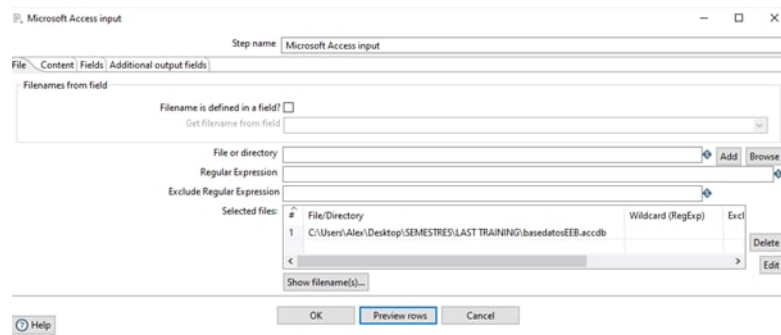 Microsoft Access input
Step name Microsoft Access input
File Content Fields Additional output fields
Filenames from field
Filename is defined in a field?
Get filename from field
File or directory Add Browse
Regular Expression
Exclude Regular Expression
Selected files: # File/Directory Wildcard (RegExp) Excl
1 C:\Users\Alex\Desktop\SEMESTRES\LAST TRAINING\basedatosEEB.accdb
Delete
Edit
Show filename(s)...
OK Preview rows Cancel
Help